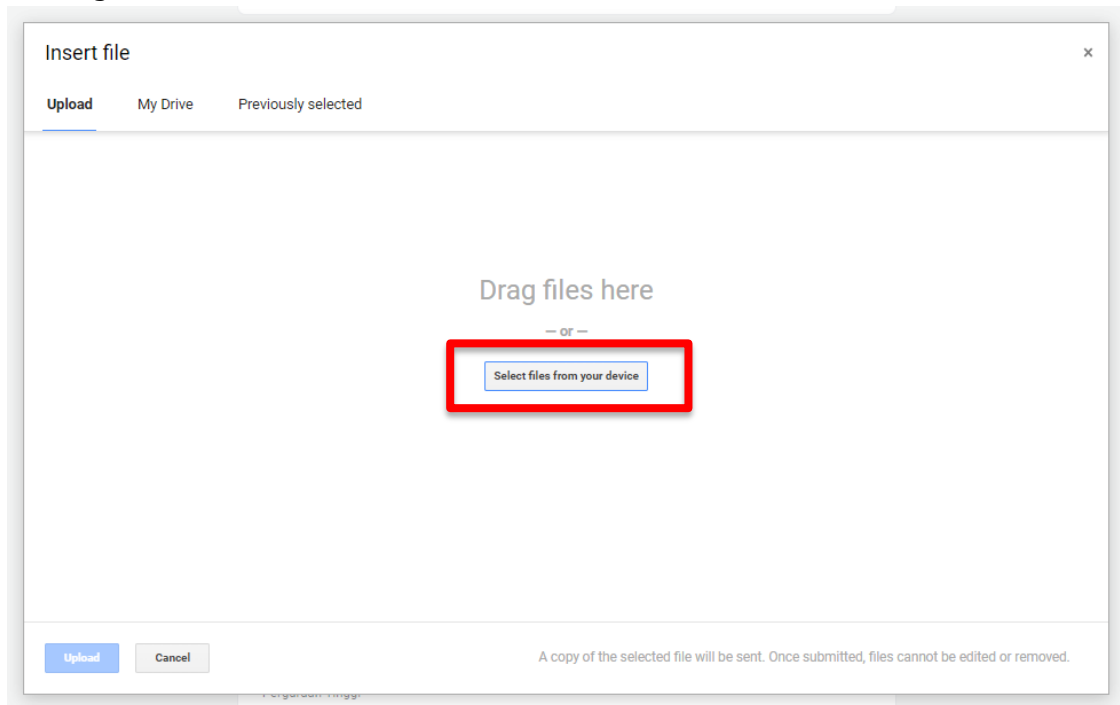 Insert file ×
Upload My Drive Previously selected
Drag files here
— or —
Select files from your device
Upload Cancel A copy of the selected file will be sent. Once submitted, files cannot be edited or removed.